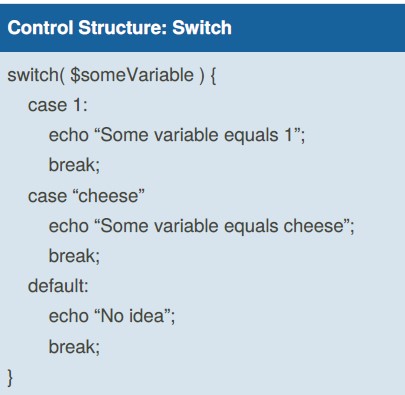 Control Structure: Switch
switch( $someVariable ) {
case 1:
echo “Some variable equals 1”;
break;
case “cheese”
echo “Some variable equals cheese”;
break;
default:
echo “No idea”;
break;
}